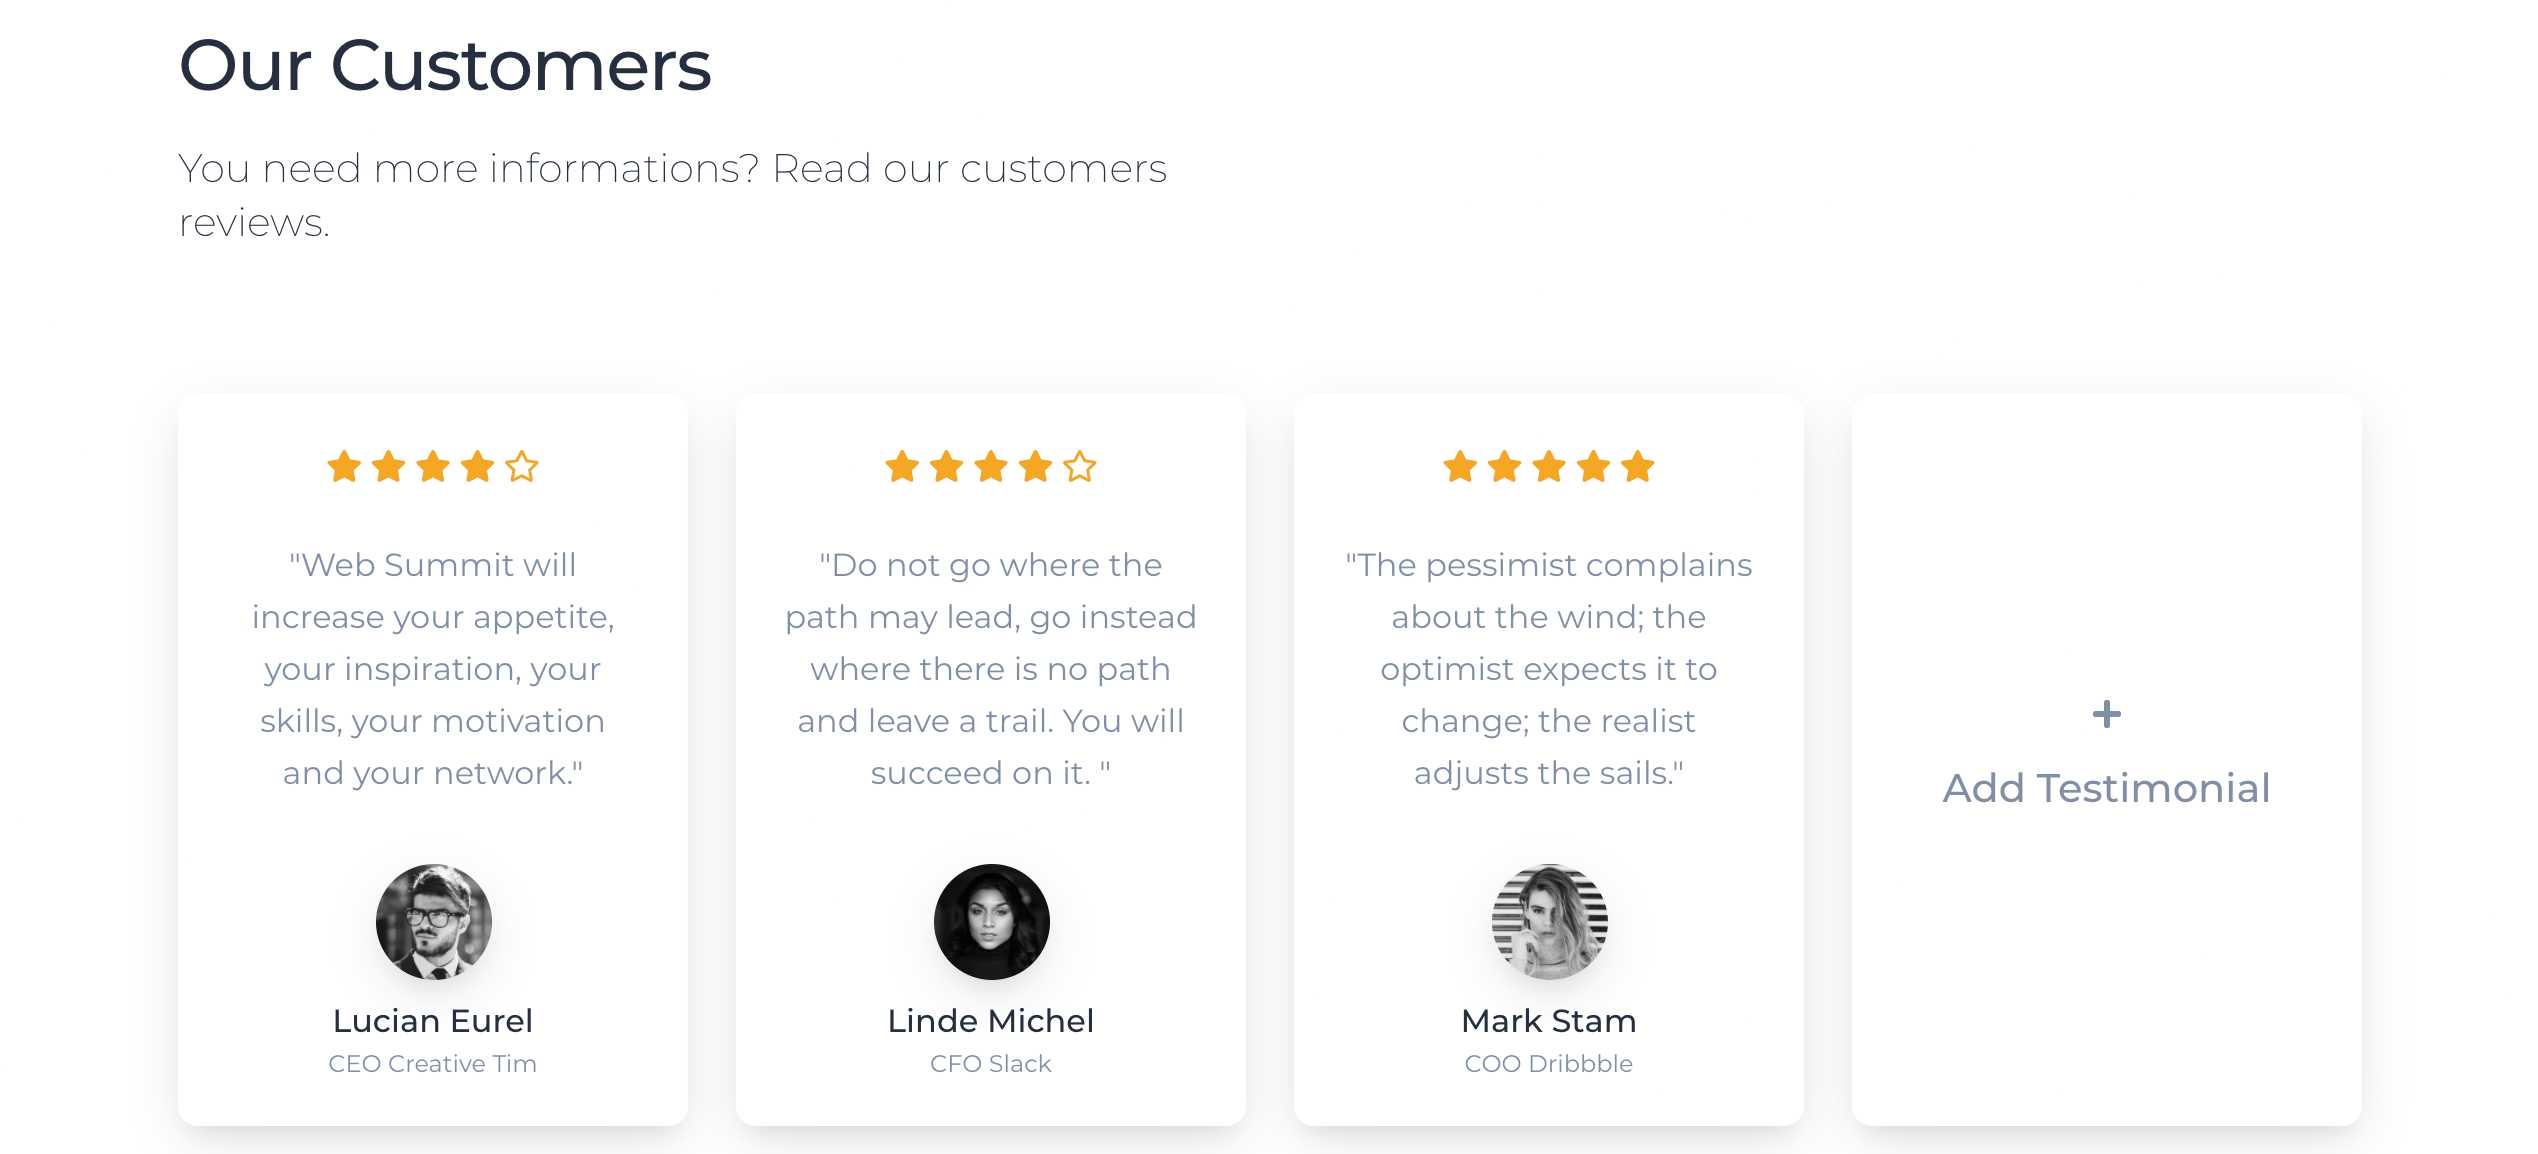 Our Customers
You need more informations? Read our customers
reviews.
"Web Summit will
increase your appetite,
your inspiration, your
skills, your motivation
and your network."
Lucian Eurel
CEO Creative Tim
"Do not go where the
path may lead, go instead
where there is no path
and leave a trail. You will
succeed on it. "
Linde Michel
CFO Slack
"The pessimist complains
about the wind; the
optimist expects it to
change; the realist
adjusts the sails."
Mark Stam
COO Dribbble
+
Add Testimonial